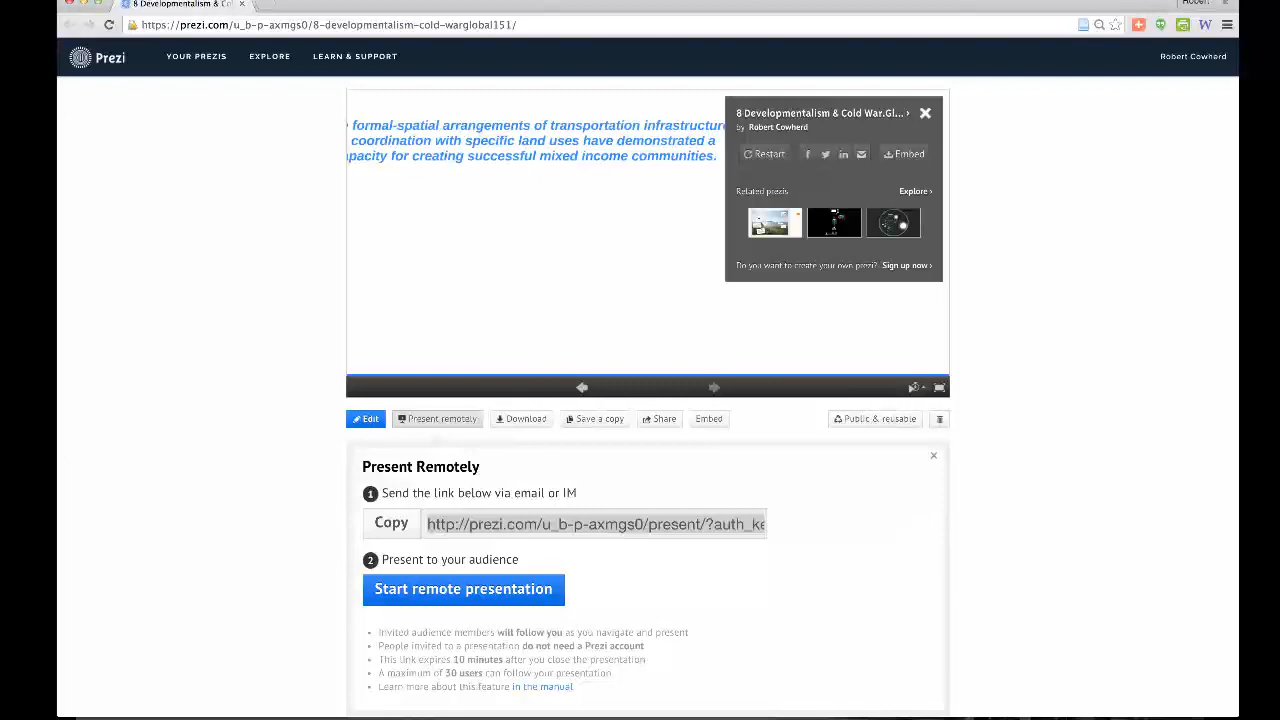 8 Developmentalism & Col
Robert
https://prezi.com/u_b-p-axmgs0/8-developmentalism-cold-warglobal151/
Prezi YOUR PREZIS EXPLORE LEARN & SUPPORT Robert Cowherd
formal-spatial arrangements of transportation infrastructure
coordination with specific land uses have demonstrated a
pacity for creating successful mixed income communities.
8 Developmentalism & Cold War.Gl... ›
by Robert Cowherd
Restart Embed
Related prezis Explore ›
Do you want to create your own prezi? Sign up now ›
Edit Present remotely Download Save a copy Share Embed Public & reusable
Present Remotely
1 Send the link below via email or IM
Copy http://prezi.com/u_b-p-axmgs0/present/?auth_ke
2 Present to your audience
Start remote presentation
• Invited audience members will follow you as you navigate and present
• People invited to a presentation do not need a Prezi account
• This link expires 10 minutes after you close the presentation
• A maximum of 30 users can follow your presentation
• Learn more about this feature in the manual